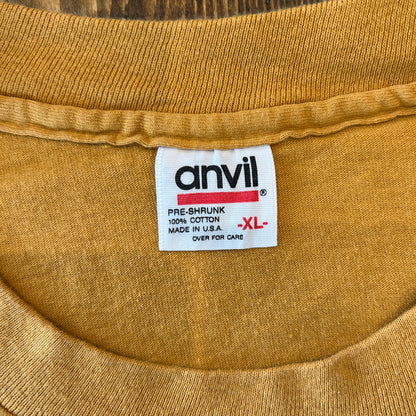 anvil®
PRE-SHRUNK
100% COTTON
MADE IN U.S.A.
-XL-
OVER FOR CARE